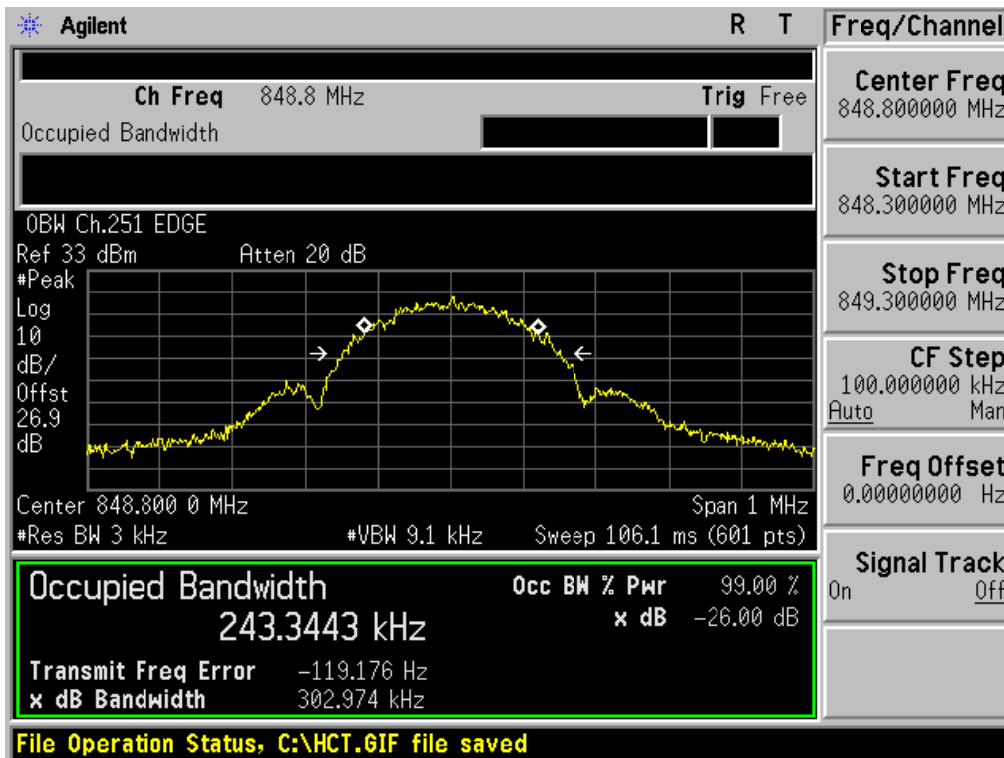 Agilent R T Freq/Channel
Ch Freq 848.8 MHz Trig Free
Occupied Bandwidth
Center Freq
848.800000 MHz
Start Freq
848.300000 MHz
Stop Freq
849.300000 MHz
CF Step
100.000000 kHz
Auto Man
Freq Offset
0.00000000 Hz
Signal Track
On Off
OBW Ch.251 EDGE
Ref 33 dBm Atten 20 dB
#Peak
Log
10
dB/
Offst
26.9
dB
Center 848.800 0 MHz Span 1 MHz
#Res BW 3 kHz #VBW 9.1 kHz Sweep 106.1 ms (601 pts)
Occupied Bandwidth Occ BW % Pwr 99.00 %
243.3443 kHz x dB -26.00 dB
Transmit Freq Error -119.176 Hz
x dB Bandwidth 302.974 kHz
File Operation Status, C:\HCT.GIF file saved